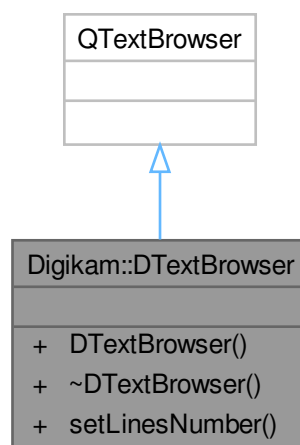 QTextBrowser
Digikam::DTextBrowser
+ DTextBrowser()
+ ~DTextBrowser()
+ setLinesNumber()